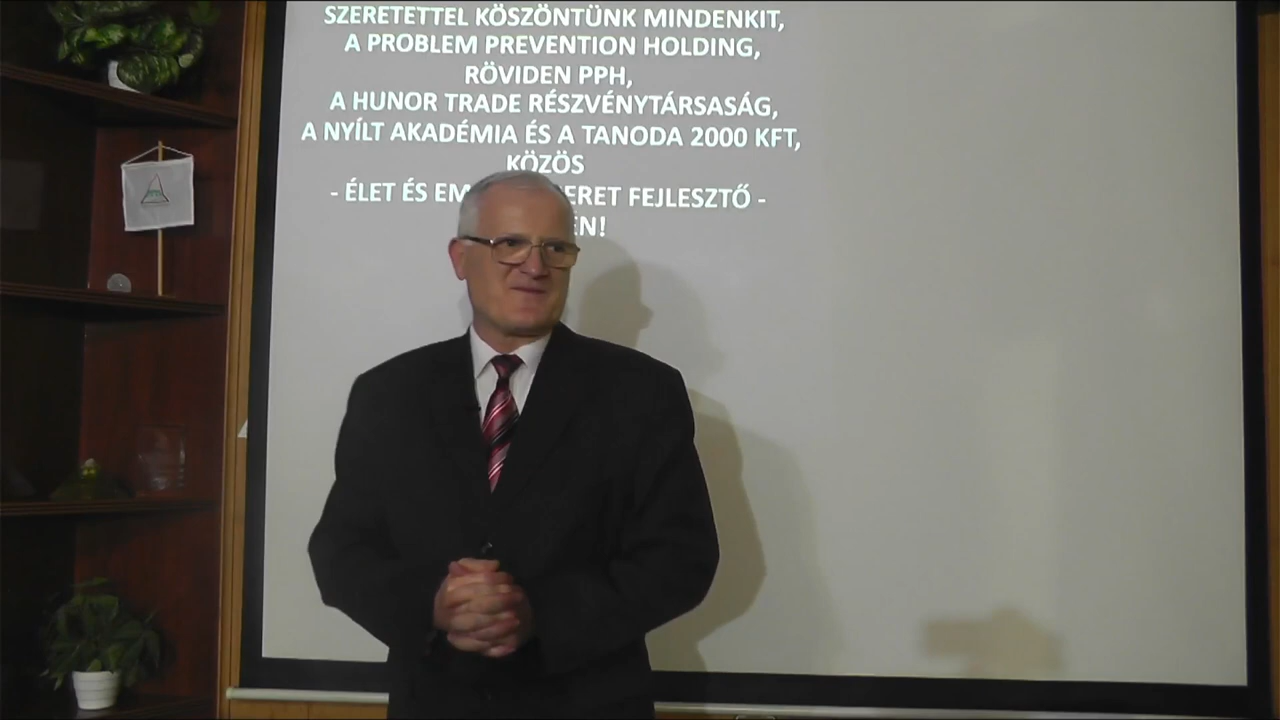 SZERETETTEL KÖSZÖNTÜNK MINDENKIT,
A PROBLEM PREVENTION HOLDING,
RÖVIDEN PPH,
A HUNOR TRADE RÉSZVÉNYTÁRSASÁG,
A NYÍLT AKADÉMIA ÉS A TANODA 2000 KFT,
KÖZÖS
- ÉLET ÉS FEJLESZTŐ -